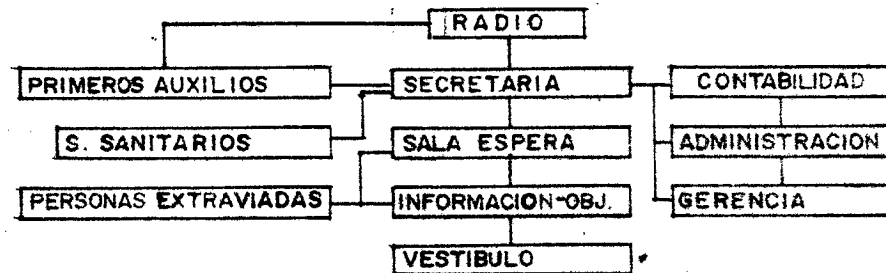 RADIO
PRIMEROS AUXILIOS
SECRETARIA
CONTABILIDAD
S. SANITARIOS
SALA ESPERA
ADMINISTRACION
PERSONAS EXTRAVIADAS
INFORMACION-OBJ.
GERENCIA
VESTIBULO